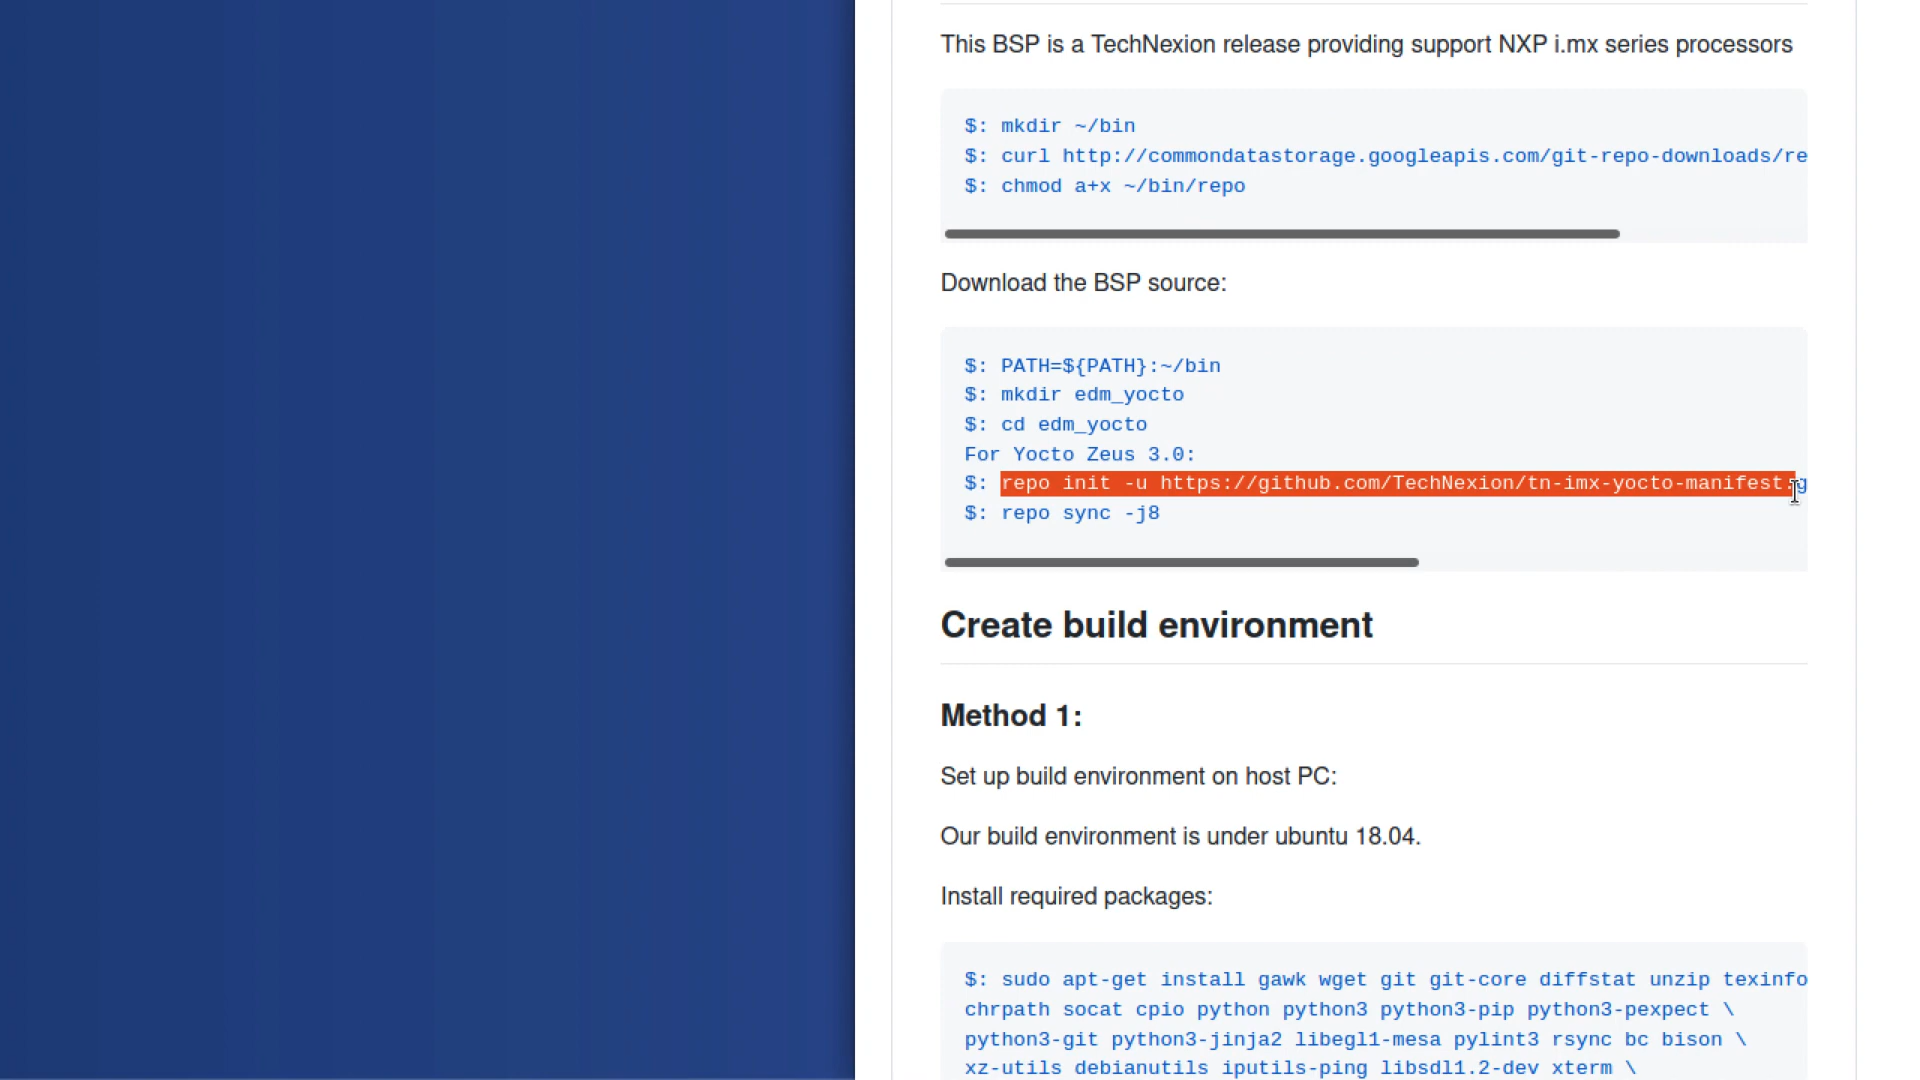 This BSP is a TechNexion release providing support NXP i.mx series processors
$: mkdir ~/bin
$: curl http://commondatastorage.googleapis.com/git-repo-downloads/re
$: chmod a+x ~/bin/repo
Download the BSP source:
$: PATH=${PATH}:~/bin
$: mkdir edm_yocto
$: cd edm_yocto
For Yocto Zeus 3.0:
$: repo init -u https://github.com/TechNexion/tn-imx-yocto-manifest.g
$: repo sync -j8
Create build environment
Method 1:
Set up build environment on host PC:
Our build environment is under ubuntu 18.04.
Install required packages:
$: sudo apt-get install gawk wget git git-core diffstat unzip texinfo
chrpath socat cpio python python3 python3-pip python3-pexpect \
python3-git python3-jinja2 libegl1-mesa pylint3 rsync bc bison \
xz-utils debianutils iputils-ping libsdl1.2-dev xterm \